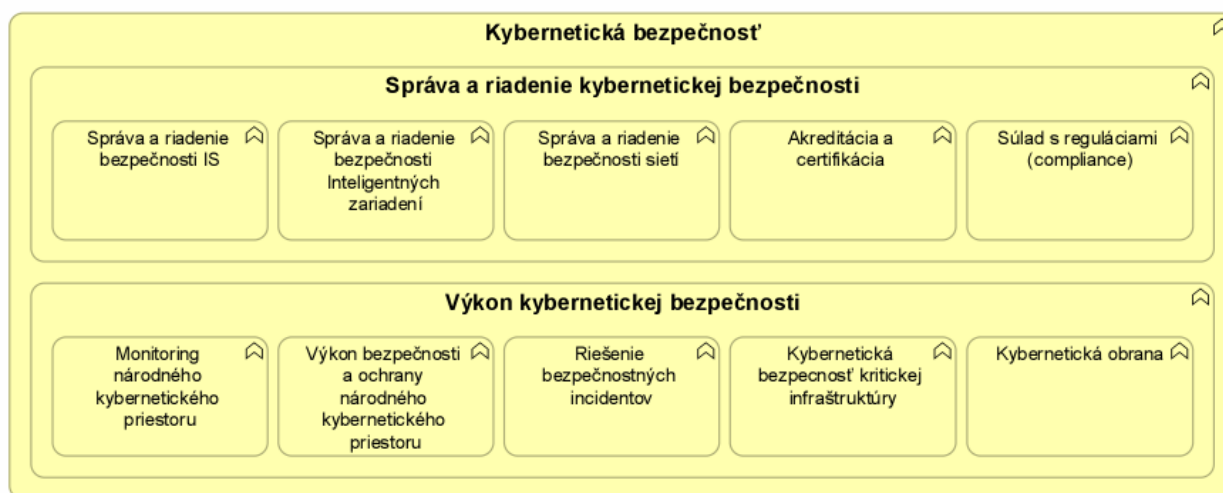 Kybernetická bezpečnosť
Správa a riadenie kybernetickej bezpečnosti
Správa a riadenie
bezpečnosti IS
Správa a riadenie
bezpečnosti
Inteligentných
zariadení
Správa a riadenie
bezpečnosti sietí
Akreditácia a
certifikácia
Súlad s reguláciami
(compliance)
Výkon kybernetickej bezpečnosti
Monitoring
národného
kybernetického
priestoru
Výkon bezpečnosti
a ochrany
národného
kybernetického
priestoru
Riešenie
bezpečnostných
incidentov
Kybernetická
bezpecnosť kritickej
infraštruktúry
Kybernetická obrana